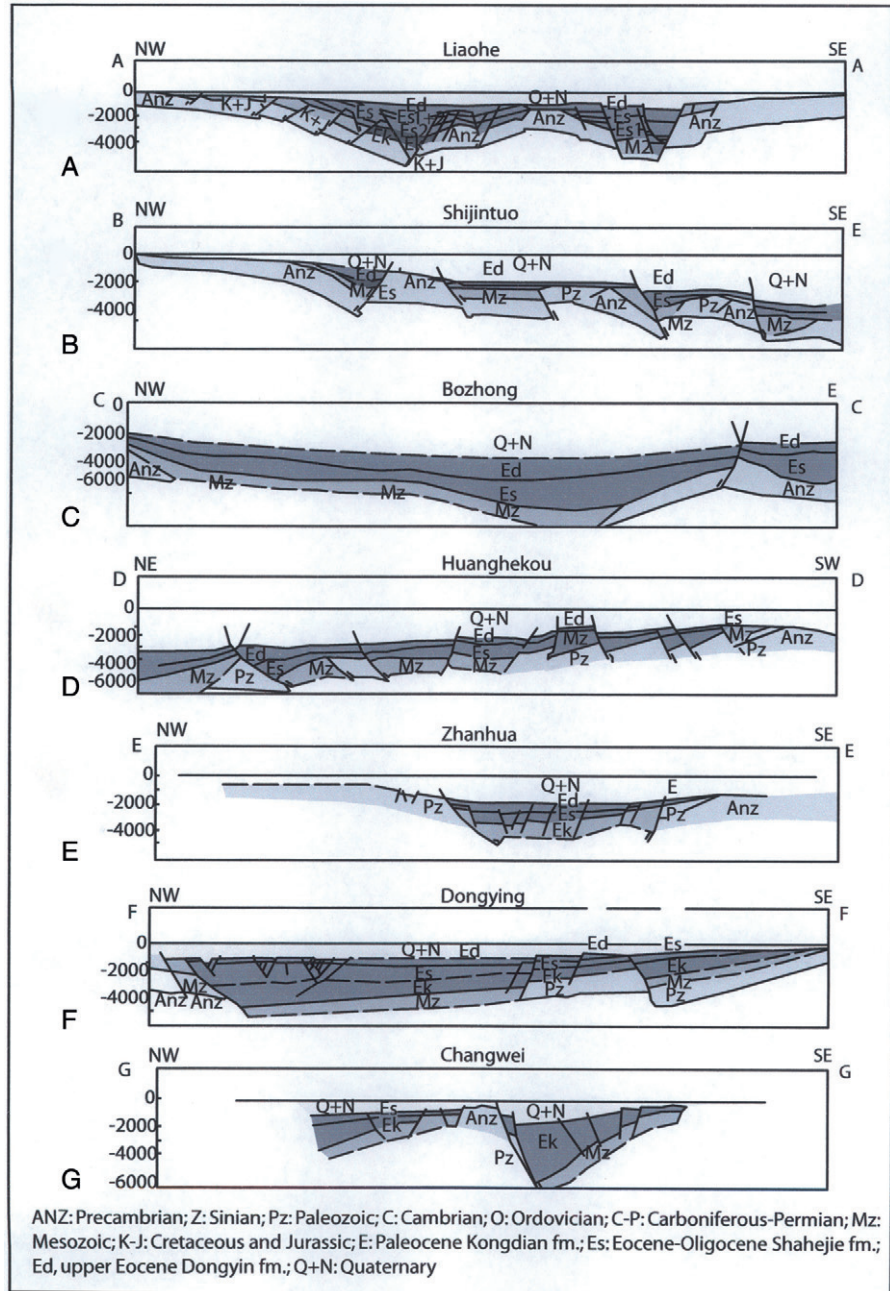 NW Liaohe SE
A A
0
-2000
-4000
Anz K+J K+ Es Ed Es1+ Es Ek Ek Anz Q+N Anz Ed Es Es1+ Mz Anz
K+J
A
NW Shijintuo SE
B E
0
-2000
-4000
Anz Q+N Ed Mz Es Anz Ed Q+N Mz Pz Anz Ed Es Mz Pz Anz Q+N Mz
B
NW Bozhong E
C C
0
-2000
-4000
-6000
Anz Mz Mz Q+N Ed Es Mz Ed Es Anz
C
NE Huanghekou SW
D D
0
-2000
-4000
-6000
Mz Pz Ed Es Mz Mz Q+N Ed Es Mz Ed Mz Pz Es Mz Pz Anz
D
NW Zhanhua SE
E E
0
-2000
-4000
Pz Q+N Ed Es Ek E Pz Anz
E
NW Dongying SE
F F
0
-2000
-4000
Anz Mz Anz Q+N Ed Es Ek Mz Ed Es Ek Pz Es Ek Mz Pz
F
NW Changwei SE
G G
0
-2000
-4000
-6000
Q+N Es Ek Anz Pz Q+N Ek Mz
G
ANZ: Precambrian; Z: Sinian; Pz: Paleozoic; C: Cambrian; O: Ordovician; C-P: Carboniferous-Permian; Mz:
Mesozoic; K-J: Cretaceous and Jurassic; E: Paleocene Kongdian fm.; Es: Eocene-Oligocene Shahejie fm.;
Ed, upper Eocene Dongyin fm.; Q+N: Quaternary